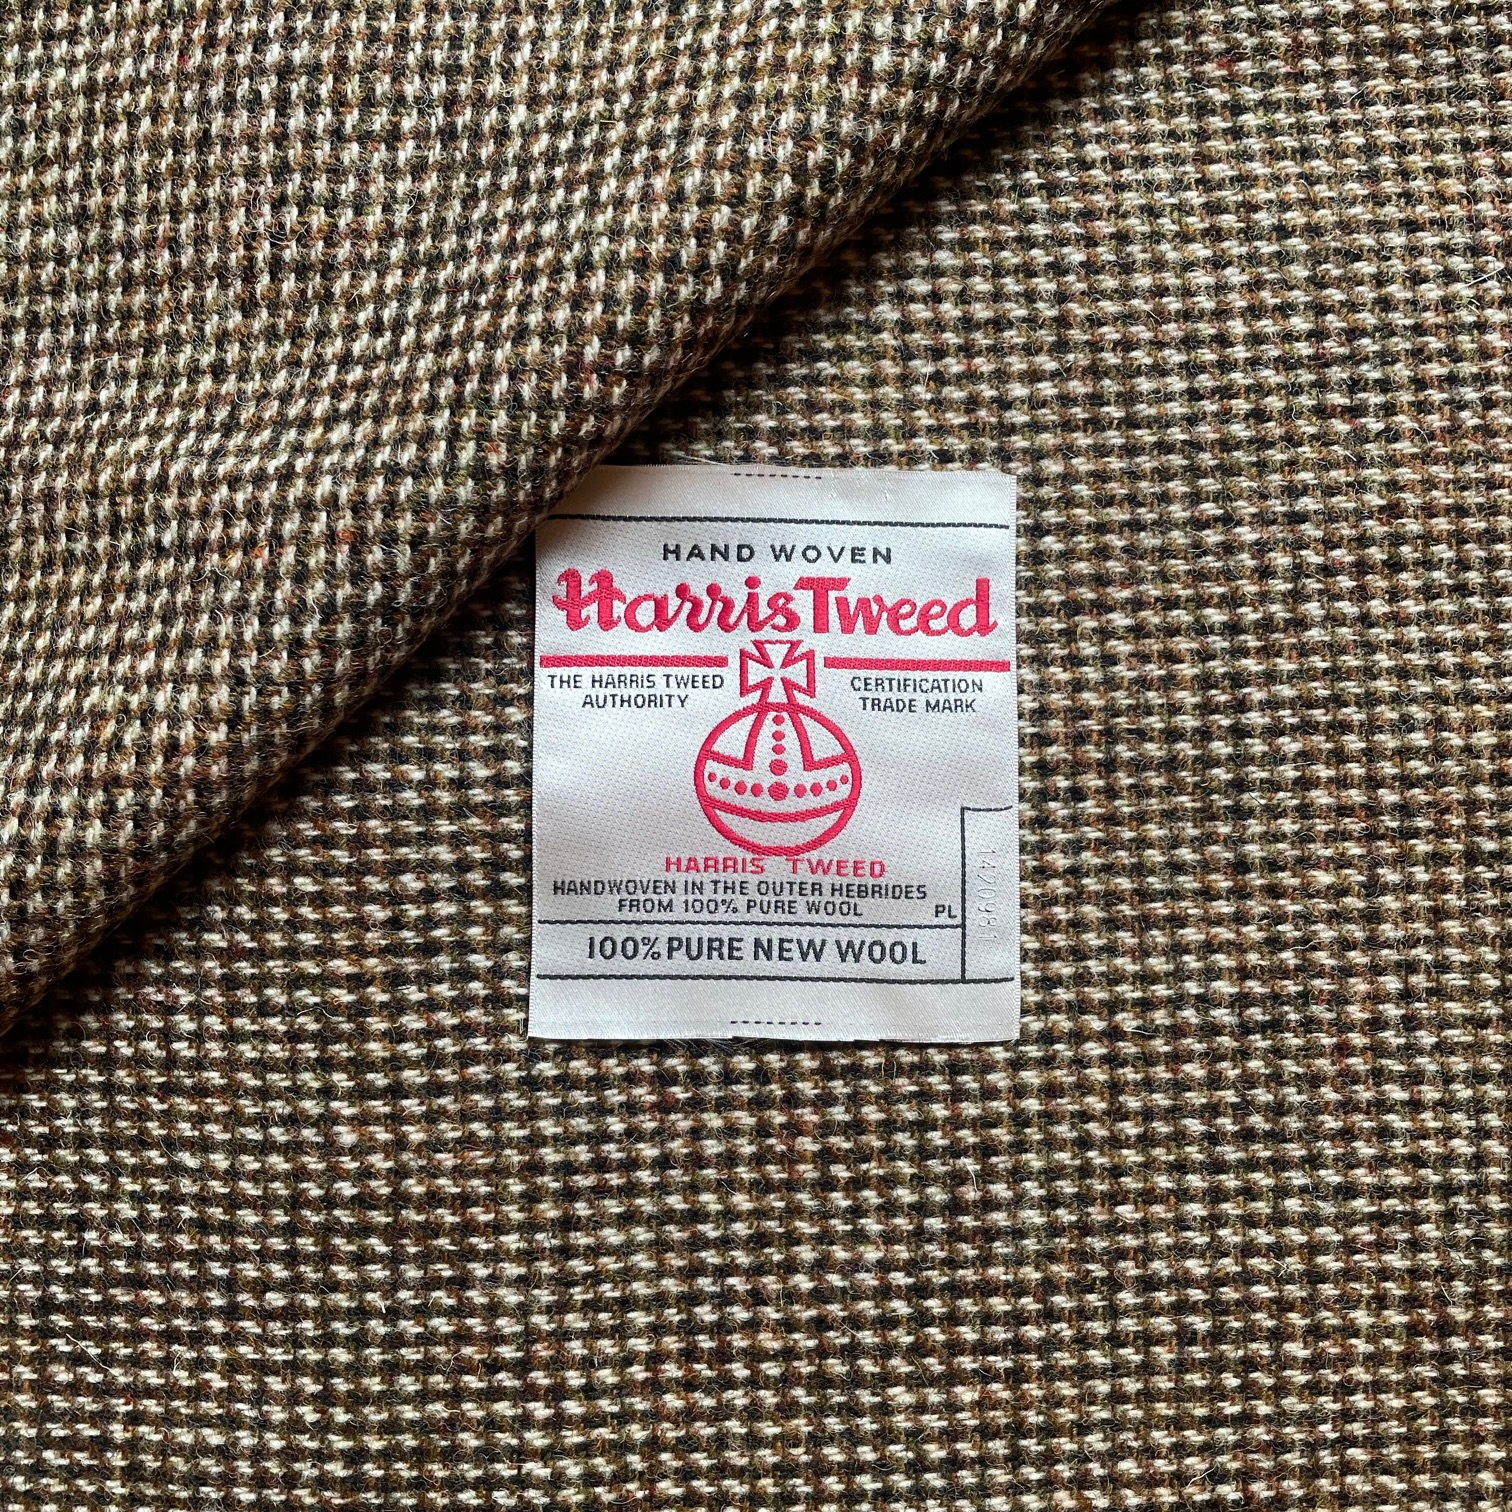 HAND WOVEN
Harris Tweed
THE HARRIS TWEED
AUTHORITY
CERTIFICATION
TRADE MARK
HARRIS TWEED
HANDWOVEN IN THE OUTER HEBRIDES
FROM 100% PURE WOOL
PL
100% PURE NEW WOOL